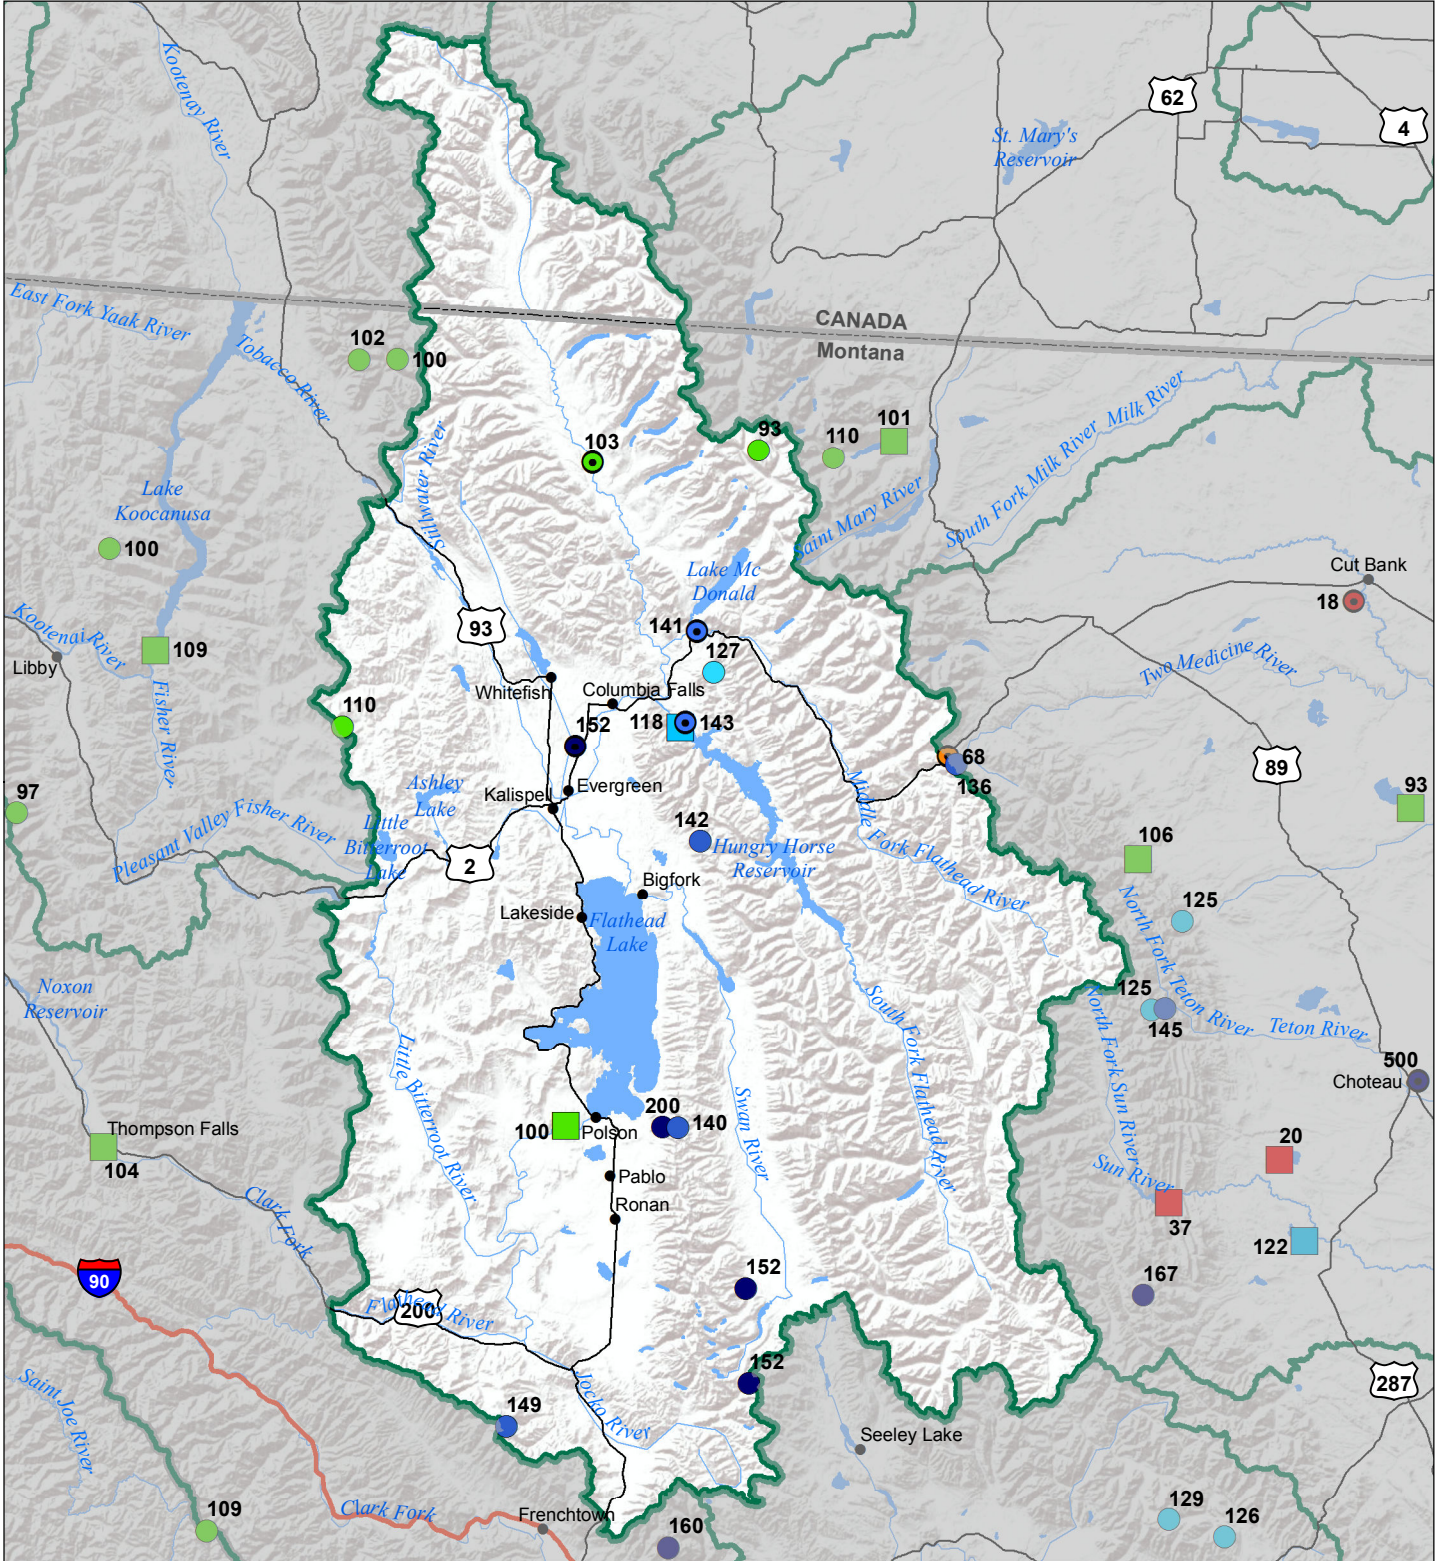 Kootenay River
62
4
St. Mary's
Reservoir
East Fork Yaak River
Tobacco River
CANADA
Montana
102
100
Stillwater River
103
93
110
101
Milk River
South Fork Milk River
Saint Mary River
Lake
Koocanusa
100
Lake Mc
Donald
Cut Bank
18
Kootenai River
Libby
109
Fisher River
93
141
127
Two Medicine River
Whitefish
Columbia Falls
110
152
118
143
68
136
89
93
97
Ashley
Lake
Kalispell
Evergreen
Little
Bitterroot
Lake
Pleasant Valley Fisher River
2
142
Hungry Horse
Reservoir
Middle Fork Flathead River
106
125
Bigfork
Lakeside
Flathead
Lake
North Fork Teton River
Noxon
Reservoir
125
145
Teton River
500
Choteau
North Fork Sun River
South Fork Flathead River
Little Bitterroot River
Swan River
Thompson Falls
104
100
Polson
200
140
Pablo
Ronan
20
Sun River
37
122
Clark Fork
90
167
152
Flathead River
200
152
287
Jocko River
149
Saint Joe River
Seeley Lake
109
Clark Fork
Frenchtown
160
129
126